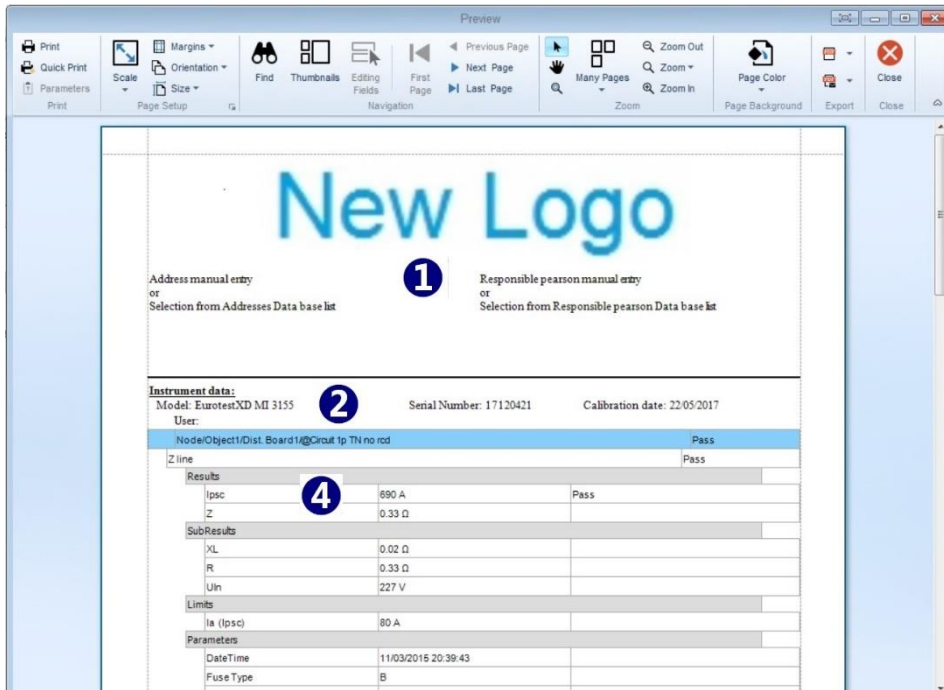 Preview
Print
Quick Print
Parameters
Print
Scale
Margins
Orientation
Size
Page Setup
Find
Thumbnails
Editing Fields
First Page
Previous Page
Next Page
Last Page
Navigation
Many Pages
Zoom Out
Zoom
Zoom In
Zoom
Page Color
Page Background
Export
Close
Close
New Logo
1
Address manual entry
or
Selection from Addresses Data base list
Responsible pearson manual entry
or
Selection from Responsible pearson Data base list
Instrument data:
Model: EurotestXD MI 3155 2 Serial Number: 17120421 Calibration date: 22/05/2017
User:
Node/Object1/Dist. Board1/@Circuit 1p TN no rcd Pass
Z line Pass
Results
4
Ipsc 690 A Pass
Z 0.33 Ω
SubResults
XL 0.02 Ω
R 0.33 Ω
Uln 227 V
Limits
Ia (Ipsc) 80 A
Parameters
DateTime 11/03/2015 20:39:43
Fuse Type B